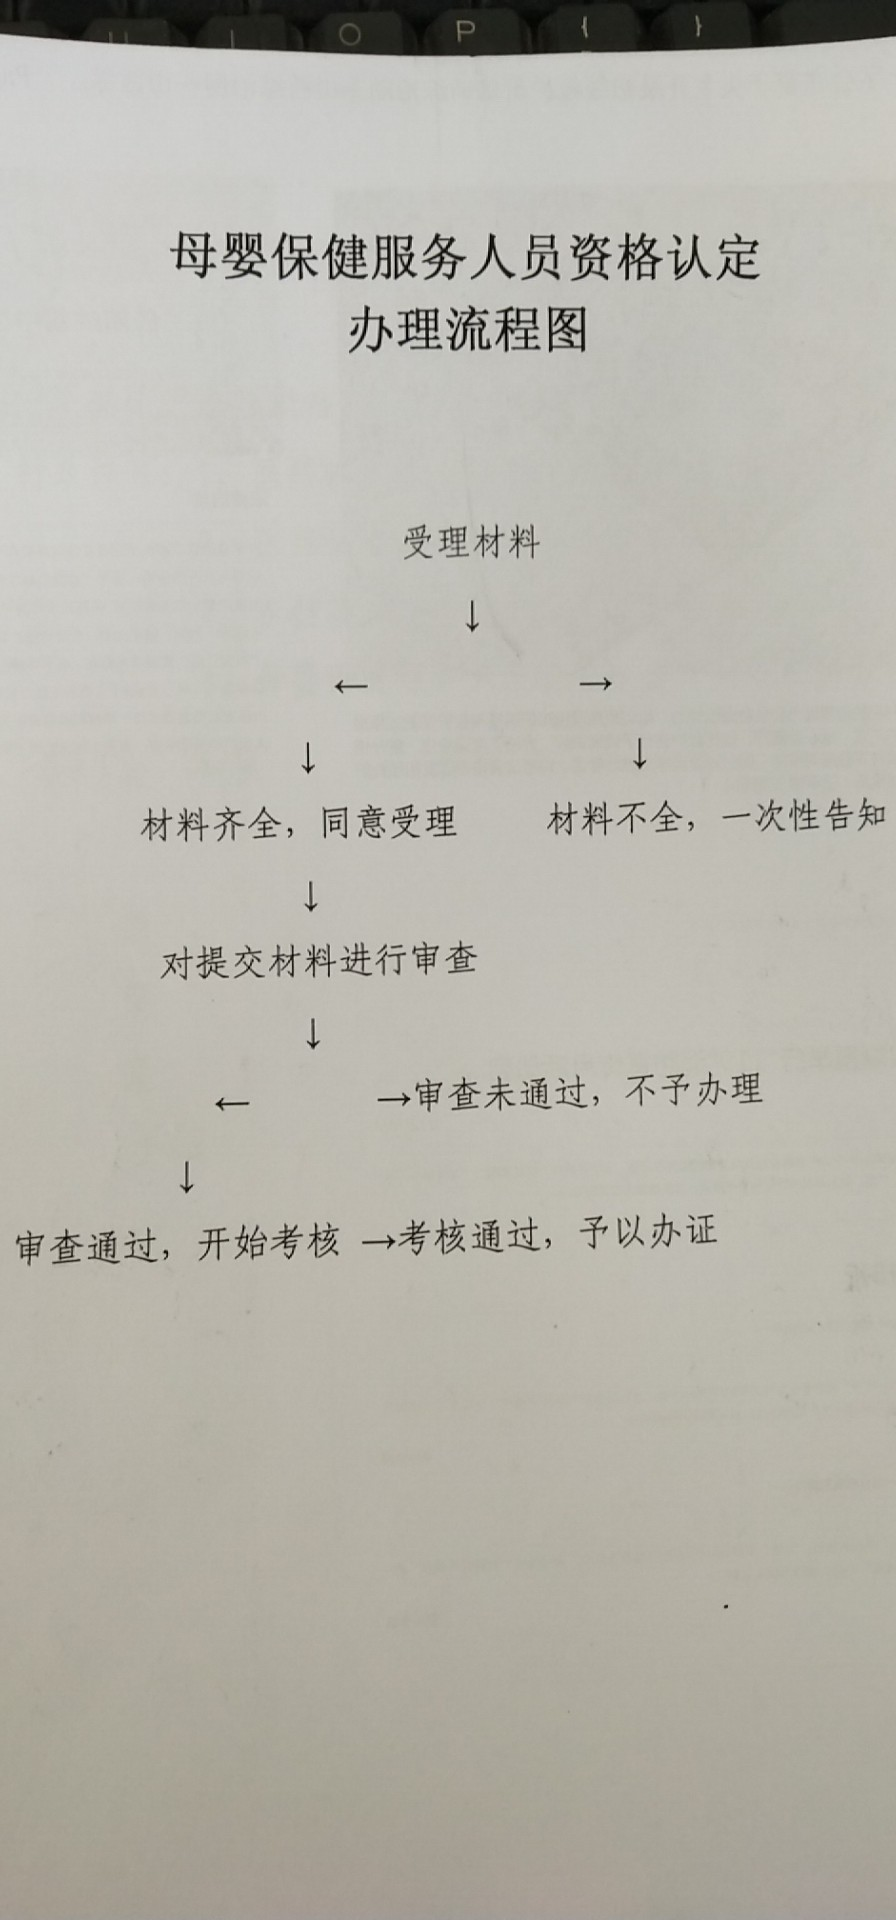 O P { }
母婴保健服务人员资格认定
办理流程图
受理材料
↓
← →
↓ ↓
材料齐全，同意受理 材料不全，一次性告知
↓
对提交材料进行审查
↓
← →审查未通过，不予办理
↓
审查通过，开始考核 →考核通过，予以办证